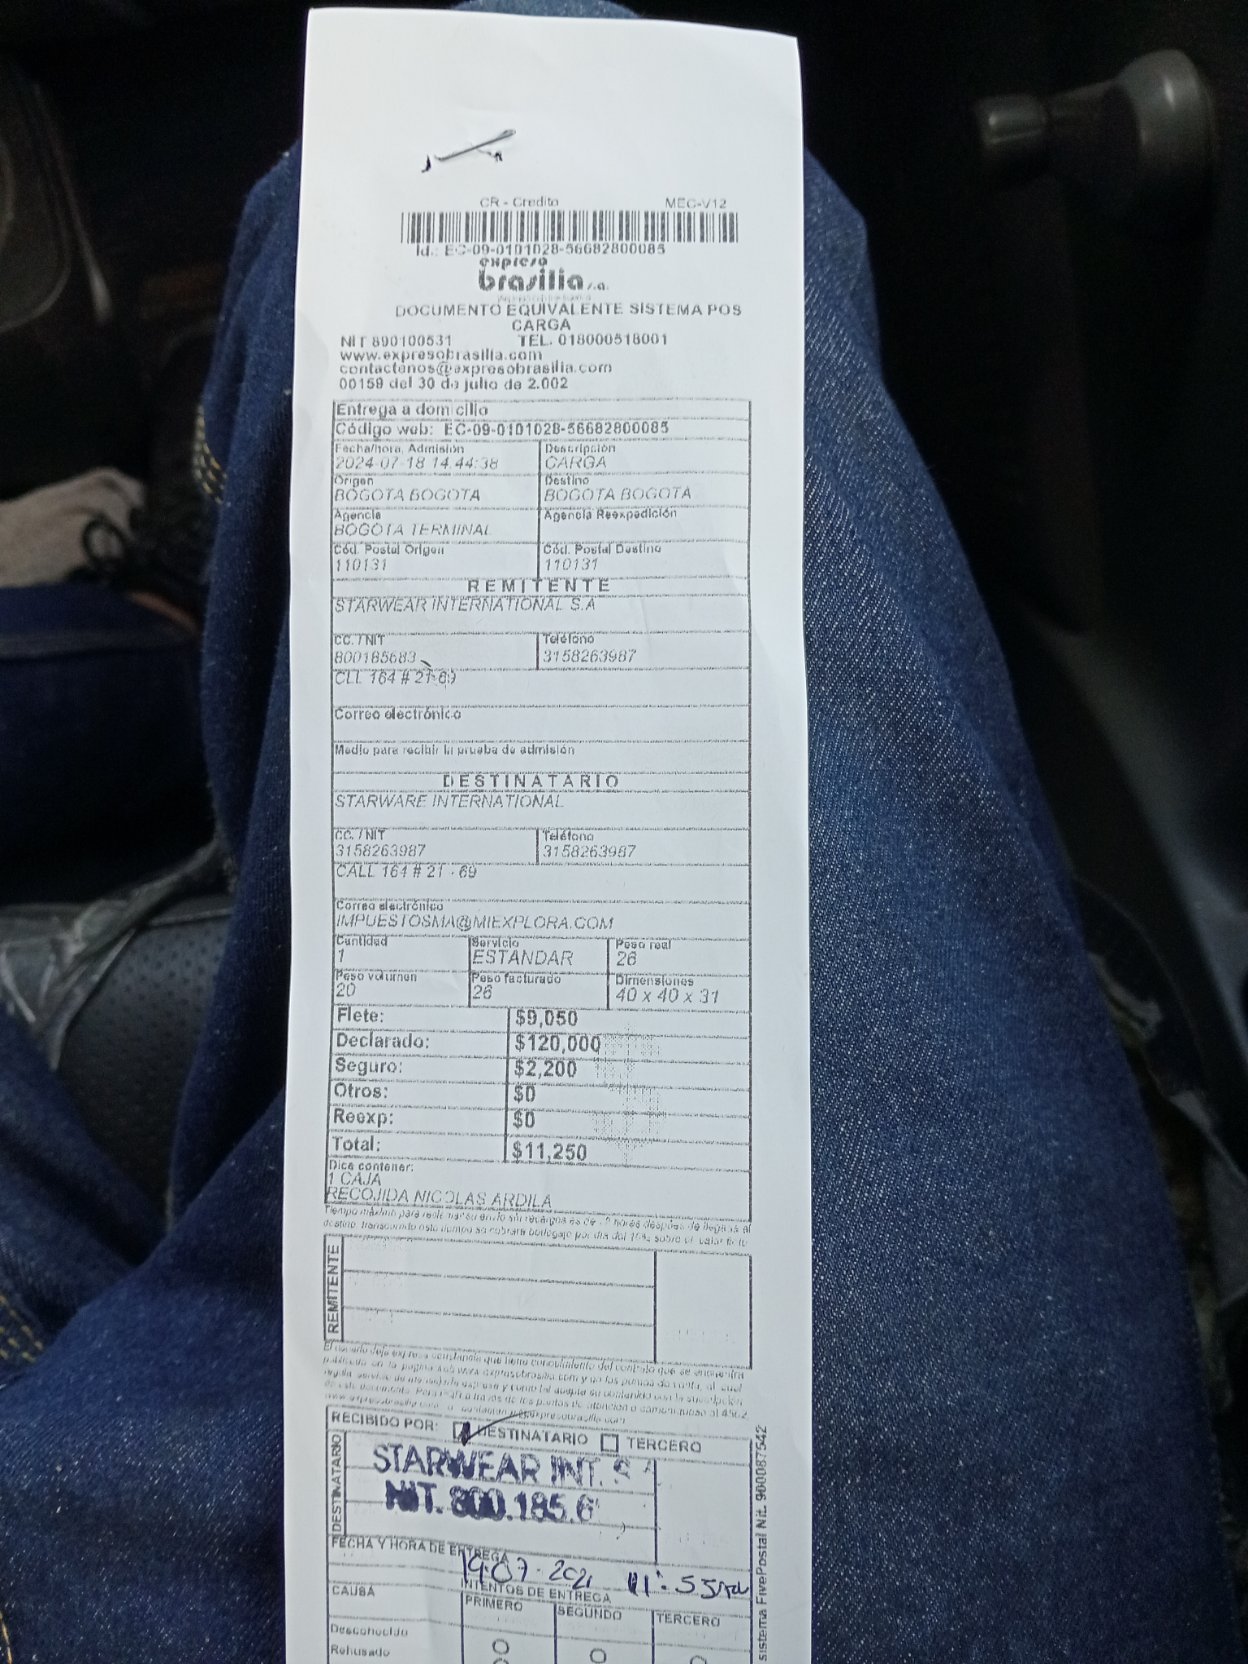 CR - Credito MEC-V12
Id.: EC-09-0101028-56682800085
expreso
brasilia s.a.
DOCUMENTO EQUIVALENTE SISTEMA POS
CARGA
NIT 890100531 TEL. 018000518001
www.expresobrasilia.com
contactenos@expresobrasilia.com
00159 del 30 de julio de 2.002
Entrega a domicilio
Código web: EC-09-0101028-56682800085
Fecha/hora, Admisión Descripción
2024-07-18 14:44:38 CARGA
Origen Destino
BOGOTA BOGOTA BOGOTA BOGOTA
Agencia Agencia Reexpedición
BOGOTA TERMINAL
Cód. Postal Origen Cód. Postal Destino
110131 110131
REMITENTE
STARWEAR INTERNATIONAL S.A
CC. / NIT Teléfono
800185683 3158263987
CLL 164 # 21-69
Correo electrónico
Medio para recibir la prueba de admisión
DESTINATARIO
STARWARE INTERNATIONAL
CC. / NIT Teléfono
3158263987 3158263987
CALL 164 # 21 - 69
Correo electrónico
IMPUESTOSMA@MIEXPLORA.COM
Cantidad Servicio Peso real
1 ESTANDAR 26
Peso volumen Peso facturado Dimensiones
20 26 40 x 40 x 31
Flete: $9,050
Declarado: $120,000
Seguro: $2,200
Otros: $0
Reexp: $0
Total: $11,250
Dice contener:
1 CAJA
RECOJIDA NICOLAS ARDILA
REMITENTE
RECIBIDO POR: DESTINATARIO TERCERO
DESTINATARIO
STARWEAR INT. S A
NIT. 800.185.6
FECHA Y HORA DE ENTREGA
19-07-202 11:55
INTENTOS DE ENTREGA
CAUSA PRIMERO SEGUNDO TERCERO
Desconocido
Rehusado
sistema FivePostal Nit. 900087542